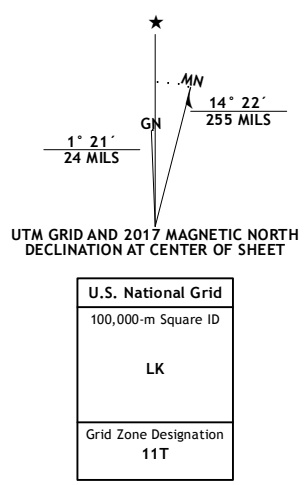 ★
MN
GN
14° 22´
255 MILS
1° 21´
24 MILS
UTM GRID AND 2017 MAGNETIC NORTH
DECLINATION AT CENTER OF SHEET
U.S. National Grid
100,000-m Square ID
LK
Grid Zone Designation
11T